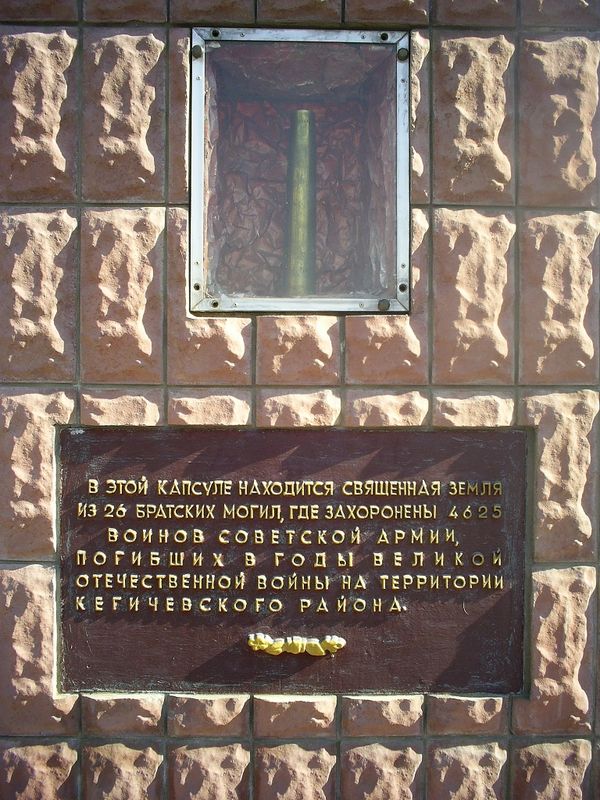 В ЭТОЙ КАПСУЛЕ НАХОДИТСЯ СВЯЩЕННАЯ ЗЕМЛЯ
ИЗ 26 БРАТСКИХ МОГИЛ, ГДЕ ЗАХОРОНЕНЫ 4625
ВОИНОВ СОВЕТСКОЙ АРМИИ,
ПОГИБШИХ В ГОДЫ ВЕЛИКОЙ
ОТЕЧЕСТВЕННОЙ ВОЙНЫ НА ТЕРРИТОРИИ
КЕГИЧЕВСКОГО РАЙОНА.